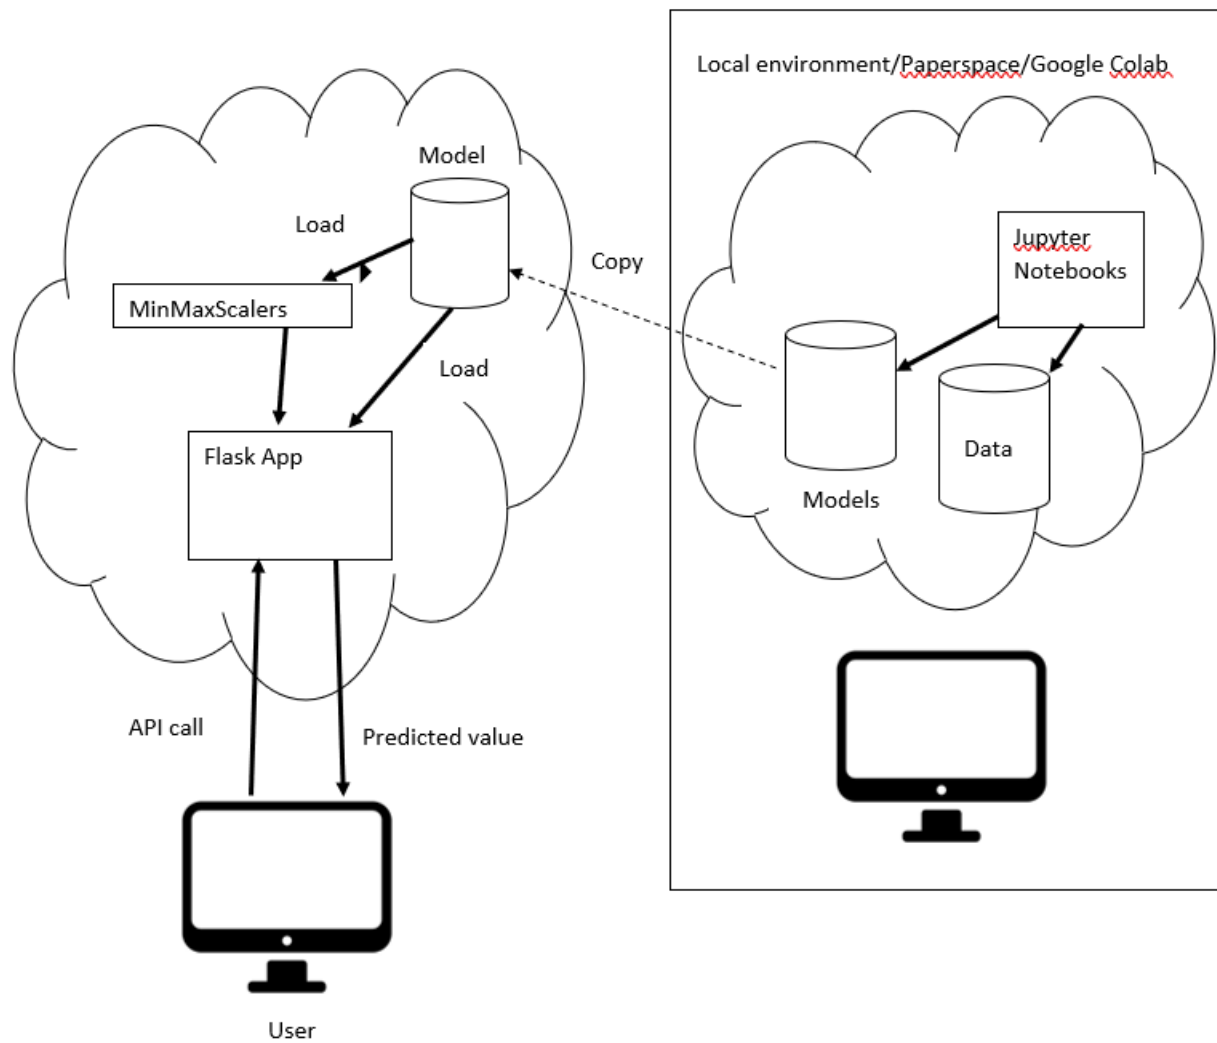 Local environment/Paperspace/Google Colab
Model
Load
Copy
Jupyter
Notebooks
MinMaxScalers
Load
Flask App
Data
Models
API call
Predicted value
User